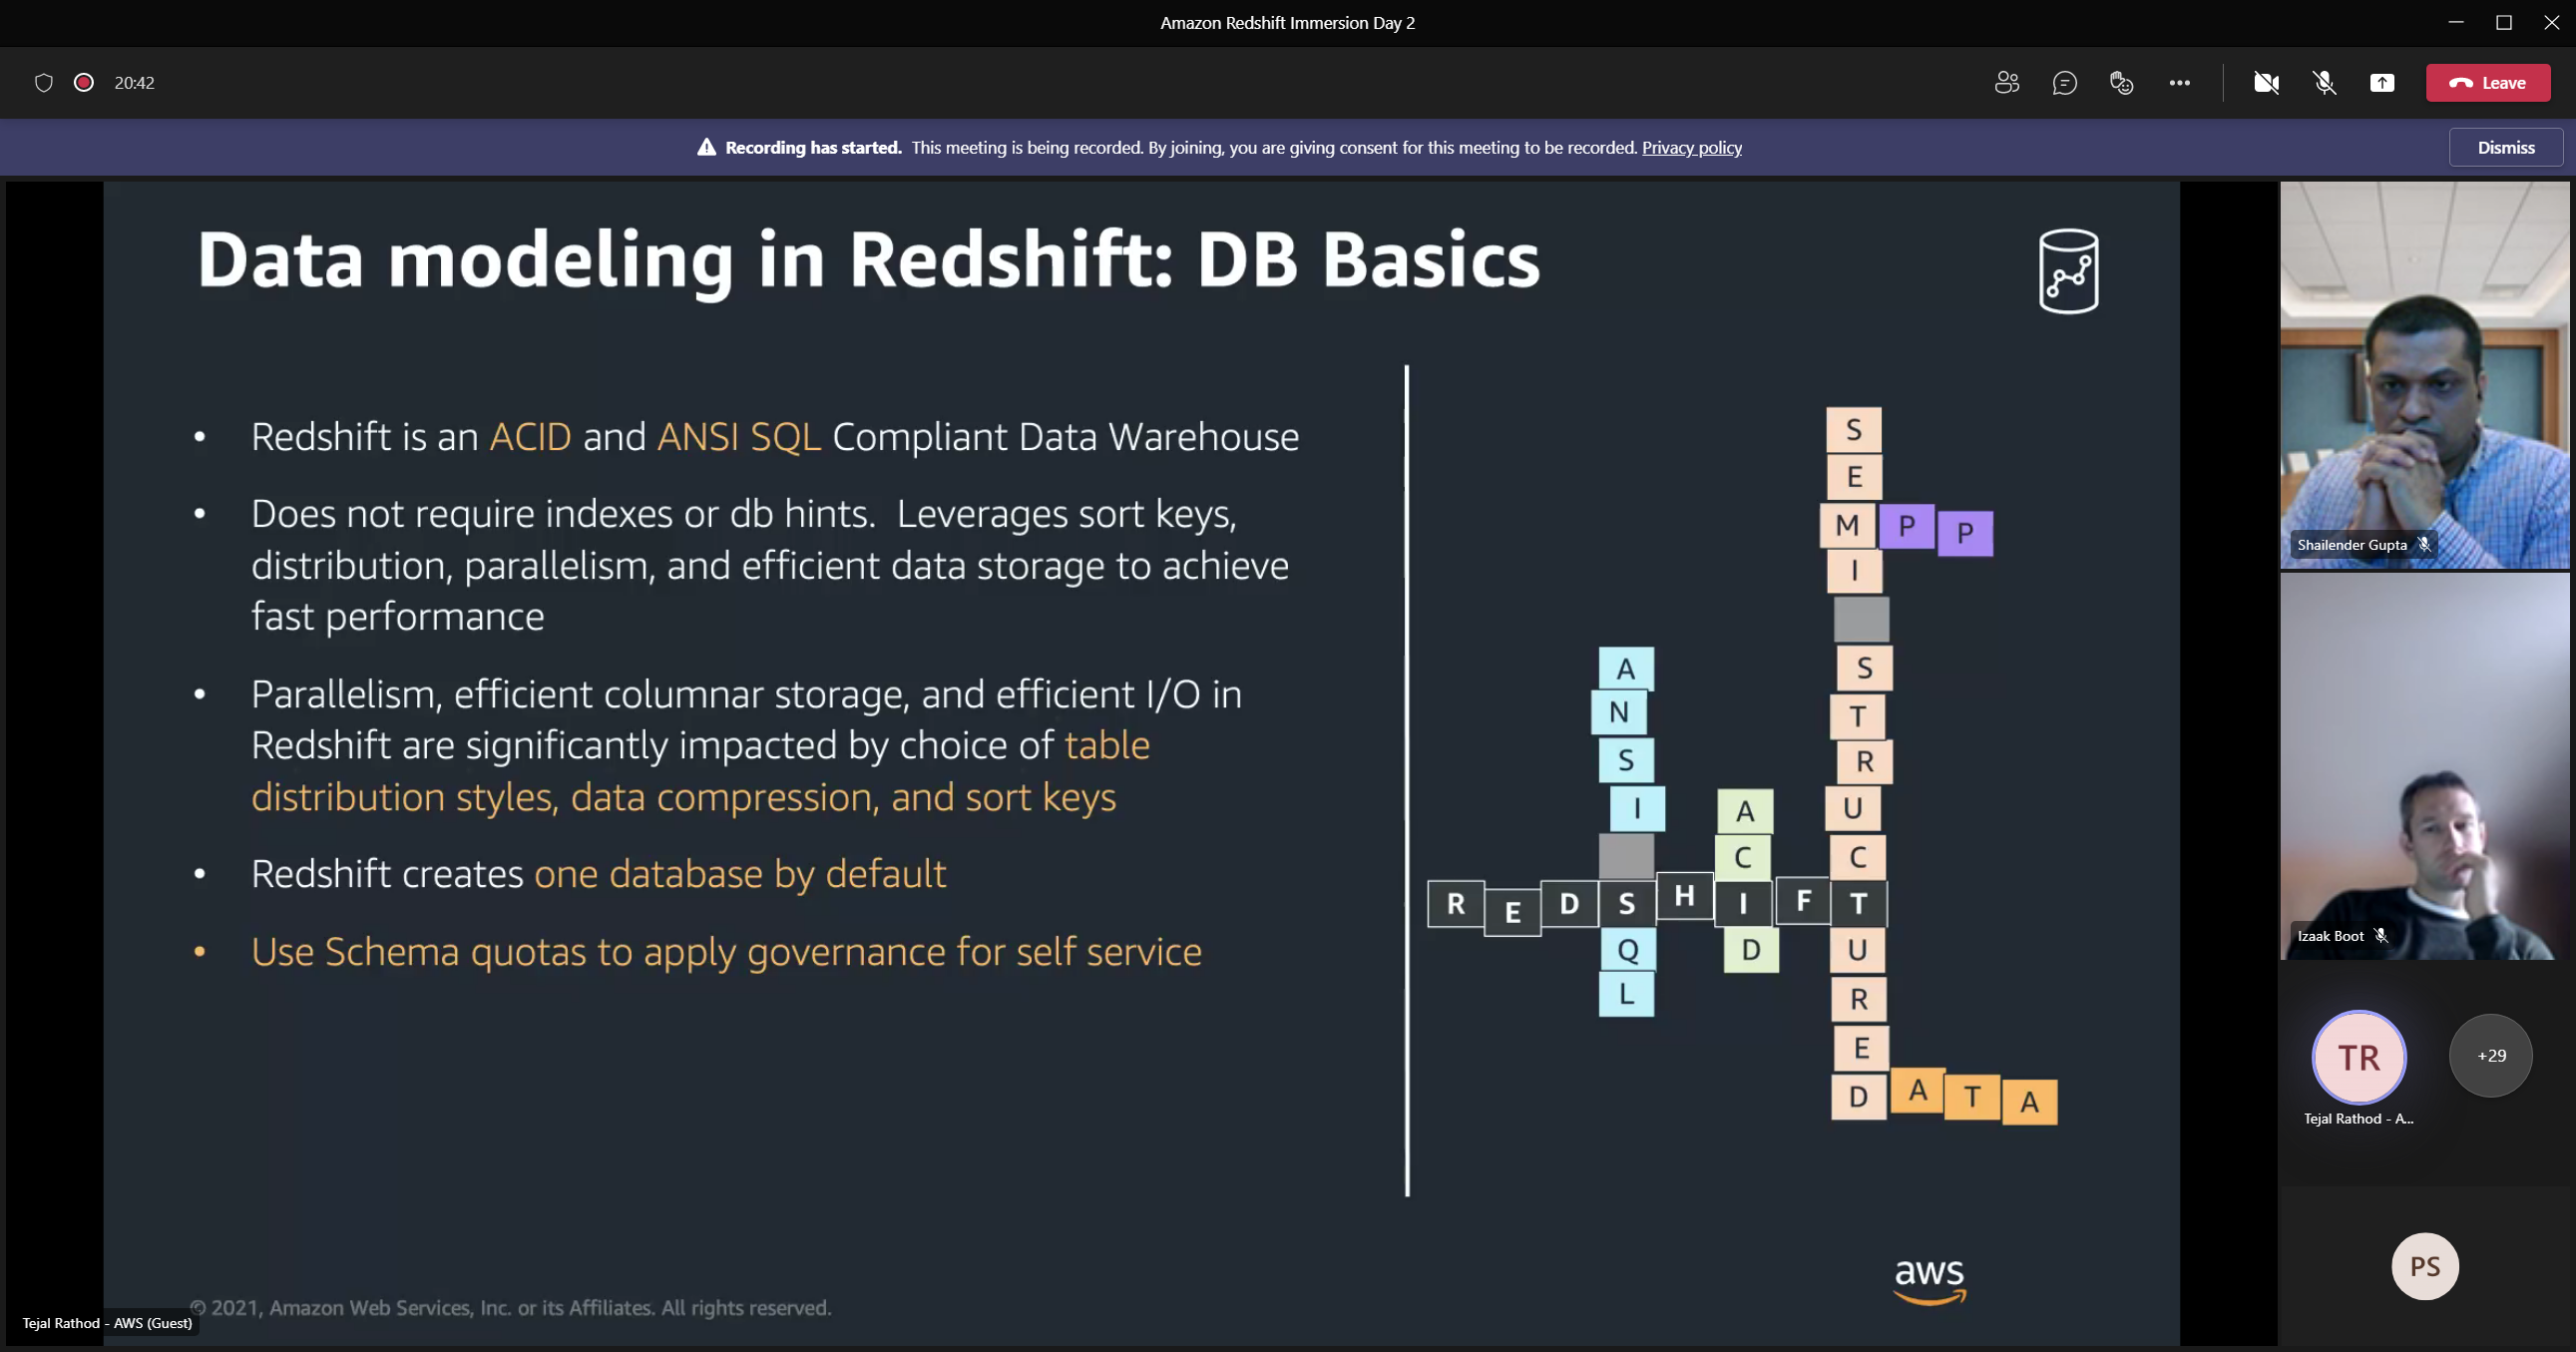 Amazon Redshift Immersion Day 2
20:42
Leave
Recording has started. This meeting is being recorded. By joining, you are giving consent for this meeting to be recorded. Privacy policy
Dismiss
Data modeling in Redshift: DB Basics
• Redshift is an ACID and ANSI SQL Compliant Data Warehouse
• Does not require indexes or db hints. Leverages sort keys,
distribution, parallelism, and efficient data storage to achieve
fast performance
• Parallelism, efficient columnar storage, and efficient I/O in
Redshift are significantly impacted by choice of table
distribution styles, data compression, and sort keys
• Redshift creates one database by default
• Use Schema quotas to apply governance for self service
S
E
M P P
I
S
A
T
N
R
S
I A U
C C
R E D S H I F T
Q D U
L
R
E
D A T A
aws
© 2021, Amazon Web Services, Inc. or its Affiliates. All rights reserved.
Tejal Rathod - AWS (Guest)
Shailender Gupta
Izaak Boot
TR
+29
Tejal Rathod - A...
PS